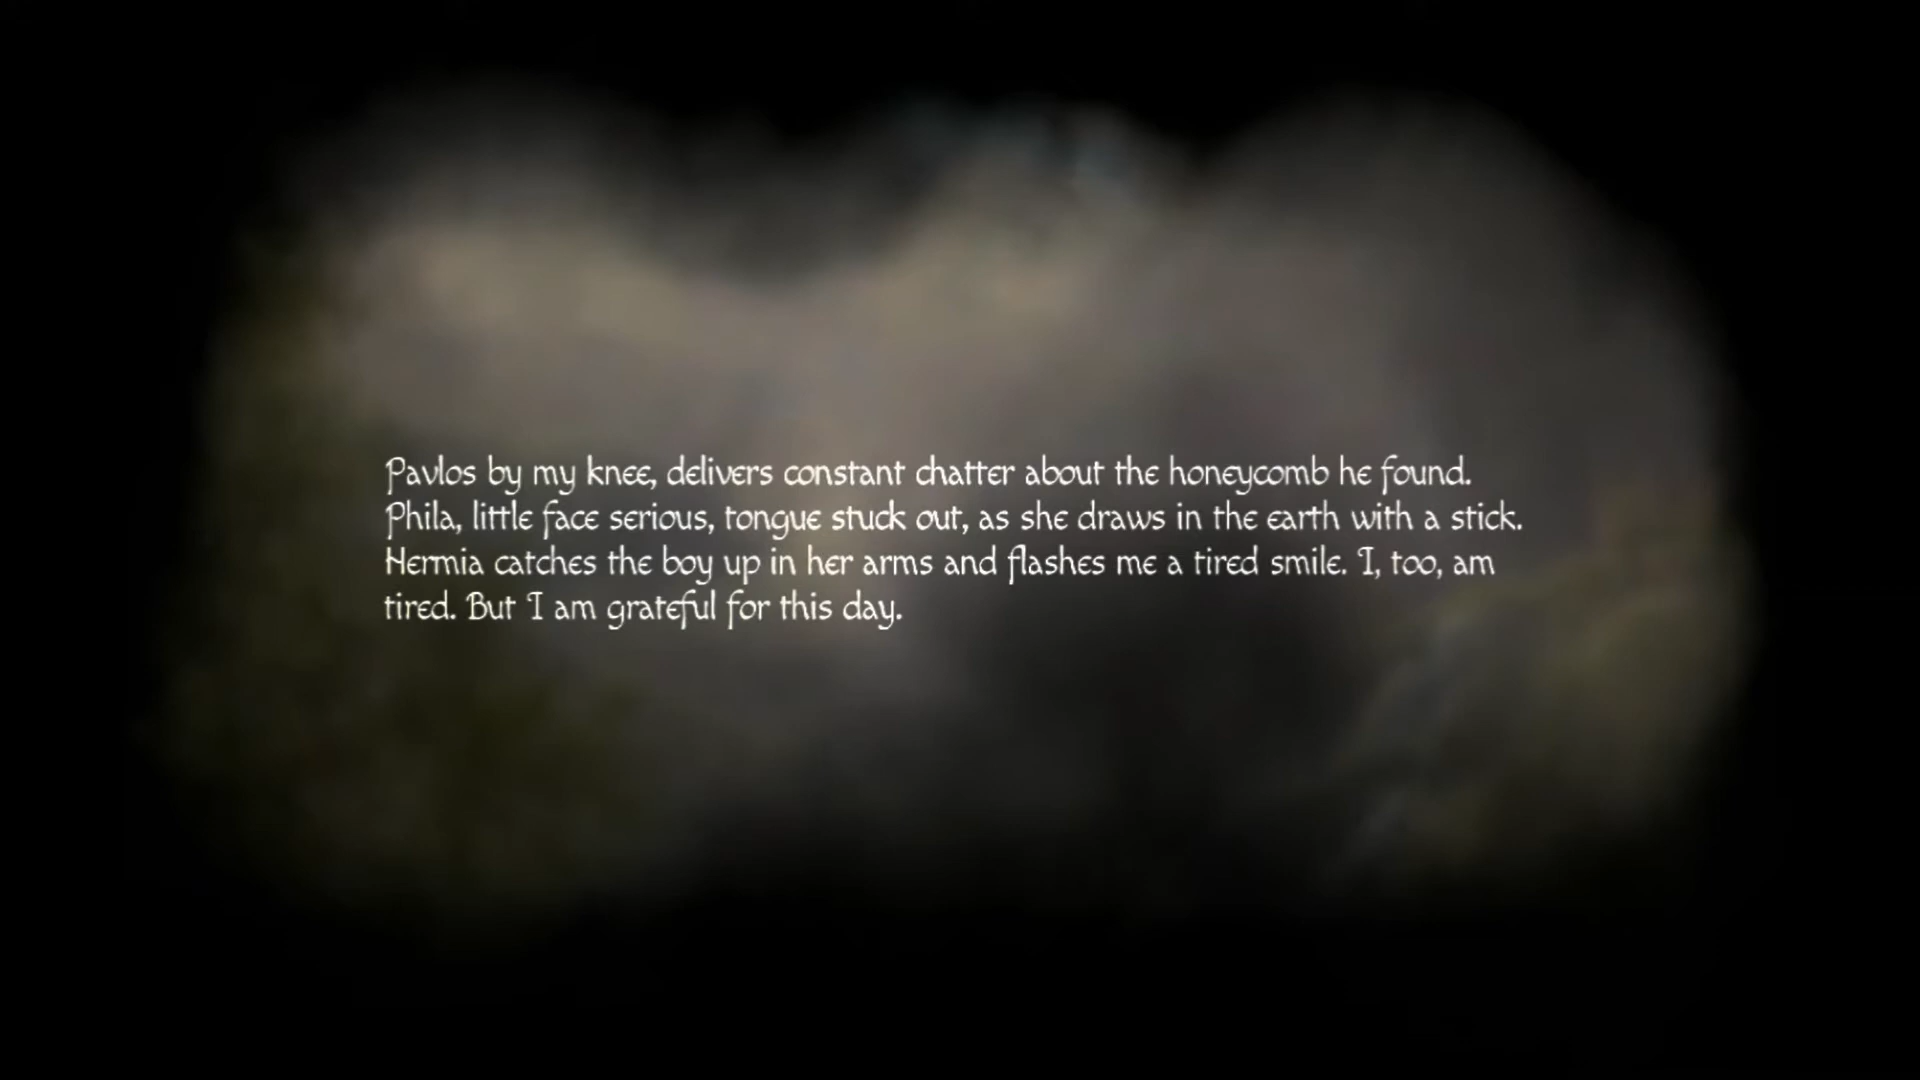 Pavlos by my knee, delivers constant chatter about the honeycomb he found.
Phila, little face serious, tongue stuck out, as she draws in the earth with a stick.
Hermia catches the boy up in her arms and flashes me a tired smile. I, too, am
tired. But I am grateful for this day.